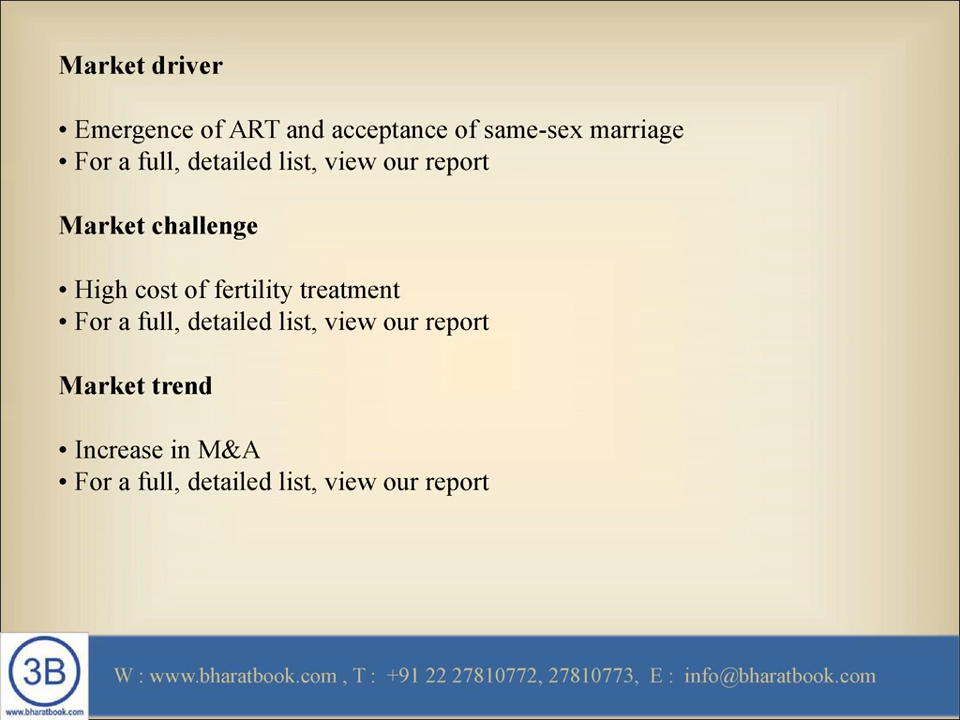 Market driver
• Emergence of ART and acceptance of same-sex marriage
• For a full, detailed list, view our report
Market challenge
• High cost of fertility treatment
• For a full, detailed list, view our report
Market trend
• Increase in M&A
• For a full, detailed list, view our report
3B
www.bharatbook.com
W : www.bharatbook.com , T :  +91 22 27810772, 27810773,  E :  info@bharatbook.com